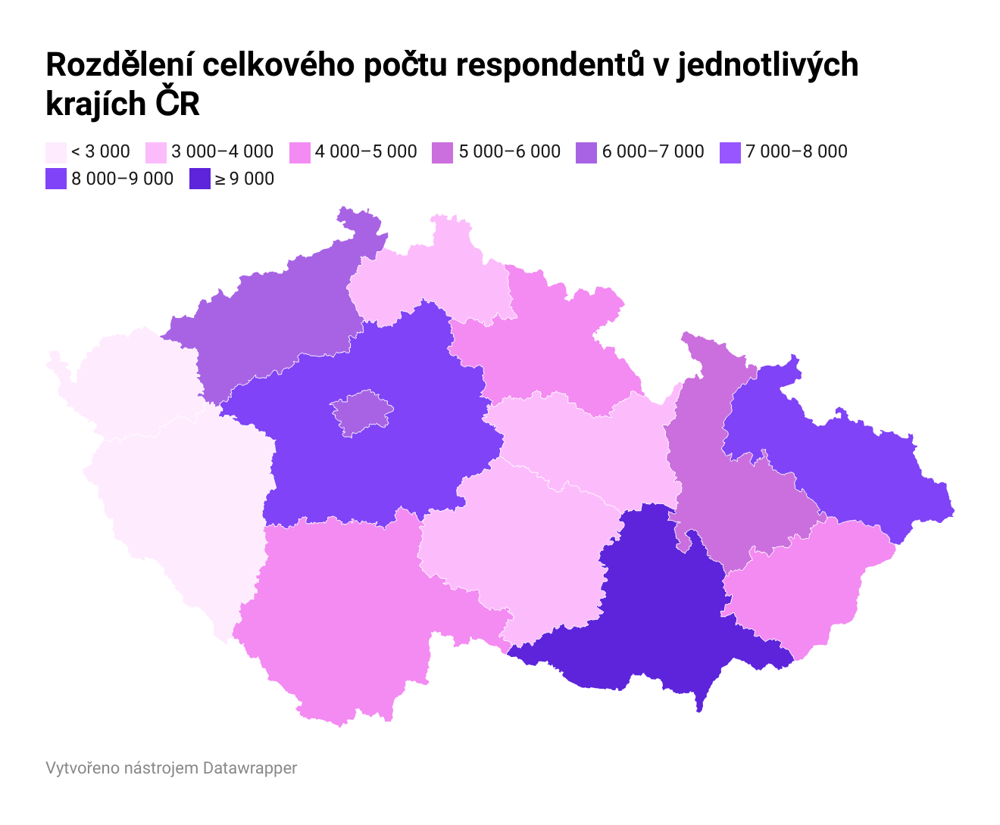 Rozdělení celkového počtu respondentů v jednotlivých
krajích ČR
< 3 000 3 000–4 000 4 000–5 000 5 000–6 000 6 000–7 000 7 000–8 000
8 000–9 000 ≥ 9 000
Vytvořeno nástrojem Datawrapper